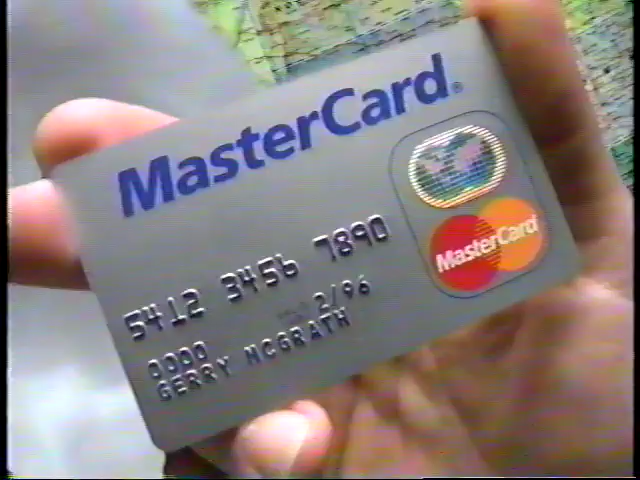 MasterCard®
MasterCard
5412 3456 7890
2/96
0000
GERRY MCGRATH